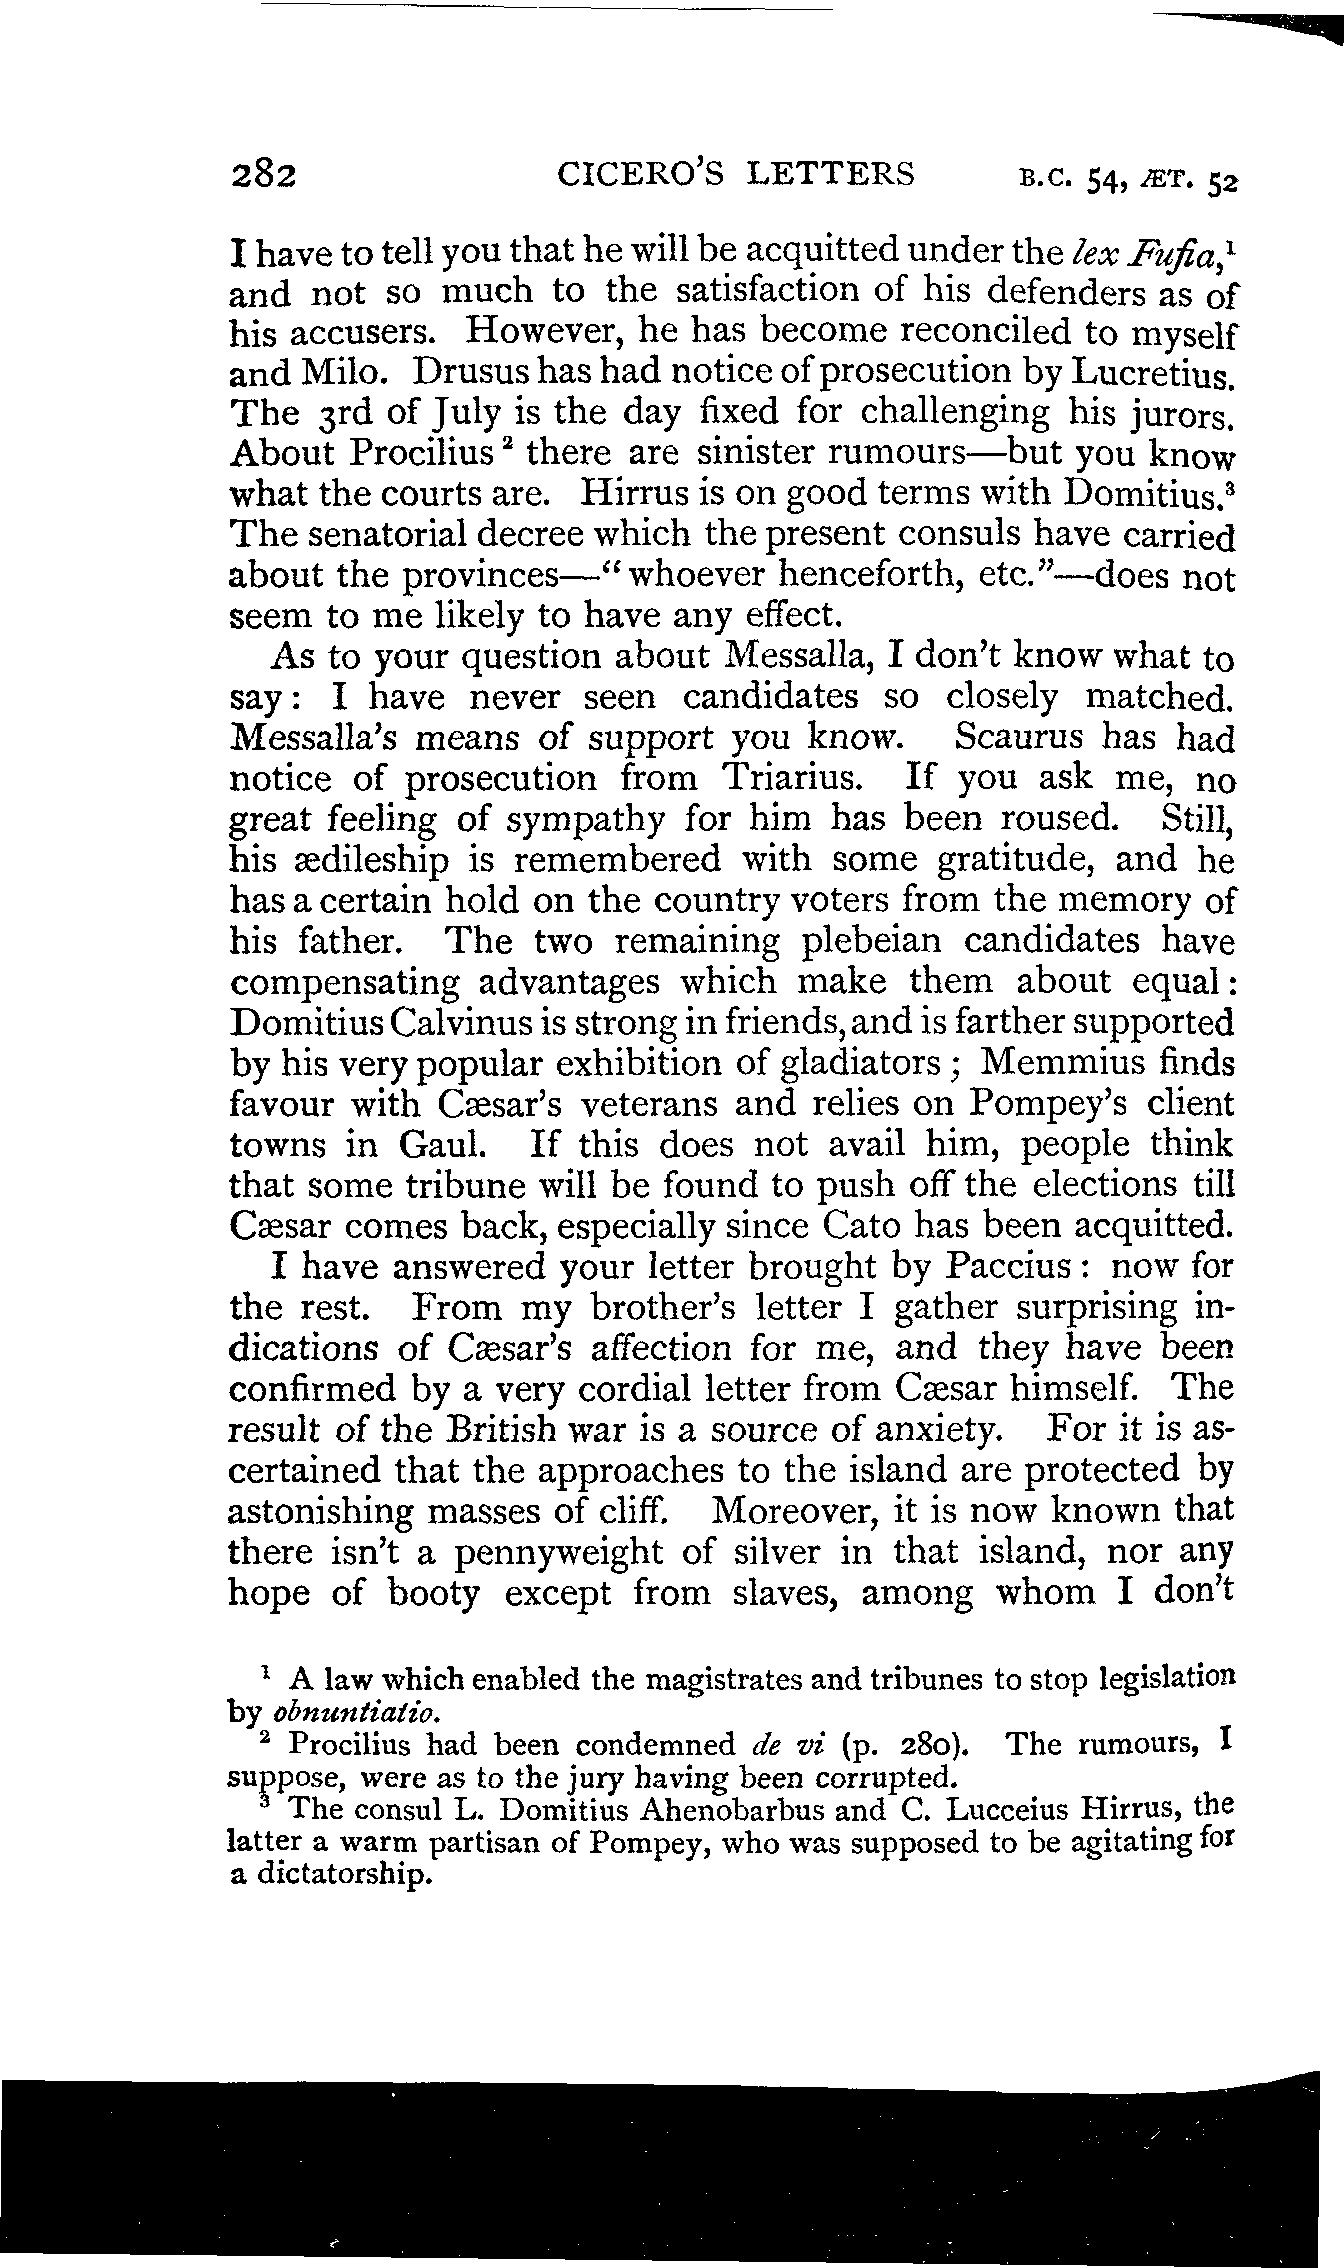 282 CICERO'S LETTERS B.C. 54, ÆT. 52
I have to tell you that he will be acquitted under the lex Fufia,¹
and not so much to the satisfaction of his defenders as of
his accusers. However, he has become reconciled to myself
and Milo. Drusus has had notice of prosecution by Lucretius.
The 3rd of July is the day fixed for challenging his jurors.
About Procilius ² there are sinister rumours—but you know
what the courts are. Hirrus is on good terms with Domitius.³
The senatorial decree which the present consuls have carried
about the provinces—“ whoever henceforth, etc.”—does not
seem to me likely to have any effect.
As to your question about Messalla, I don't know what to
say : I have never seen candidates so closely matched.
Messalla's means of support you know. Scaurus has had
notice of prosecution from Triarius. If you ask me, no
great feeling of sympathy for him has been roused. Still,
his ædileship is remembered with some gratitude, and he
has a certain hold on the country voters from the memory of
his father. The two remaining plebeian candidates have
compensating advantages which make them about equal :
Domitius Calvinus is strong in friends, and is farther supported
by his very popular exhibition of gladiators ; Memmius finds
favour with Cæsar's veterans and relies on Pompey's client
towns in Gaul. If this does not avail him, people think
that some tribune will be found to push off the elections till
Cæsar comes back, especially since Cato has been acquitted.
I have answered your letter brought by Paccius : now for
the rest. From my brother's letter I gather surprising in-
dications of Cæsar's affection for me, and they have been
confirmed by a very cordial letter from Cæsar himself. The
result of the British war is a source of anxiety. For it is as-
certained that the approaches to the island are protected by
astonishing masses of cliff. Moreover, it is now known that
there isn't a pennyweight of silver in that island, nor any
hope of booty except from slaves, among whom I don't
¹ A law which enabled the magistrates and tribunes to stop legislation
by obnuntiatio.
² Procilius had been condemned de vi (p. 280). The rumours, I
suppose, were as to the jury having been corrupted.
³ The consul L. Domitius Ahenobarbus and C. Lucceius Hirrus, the
latter a warm partisan of Pompey, who was supposed to be agitating for
a dictatorship.